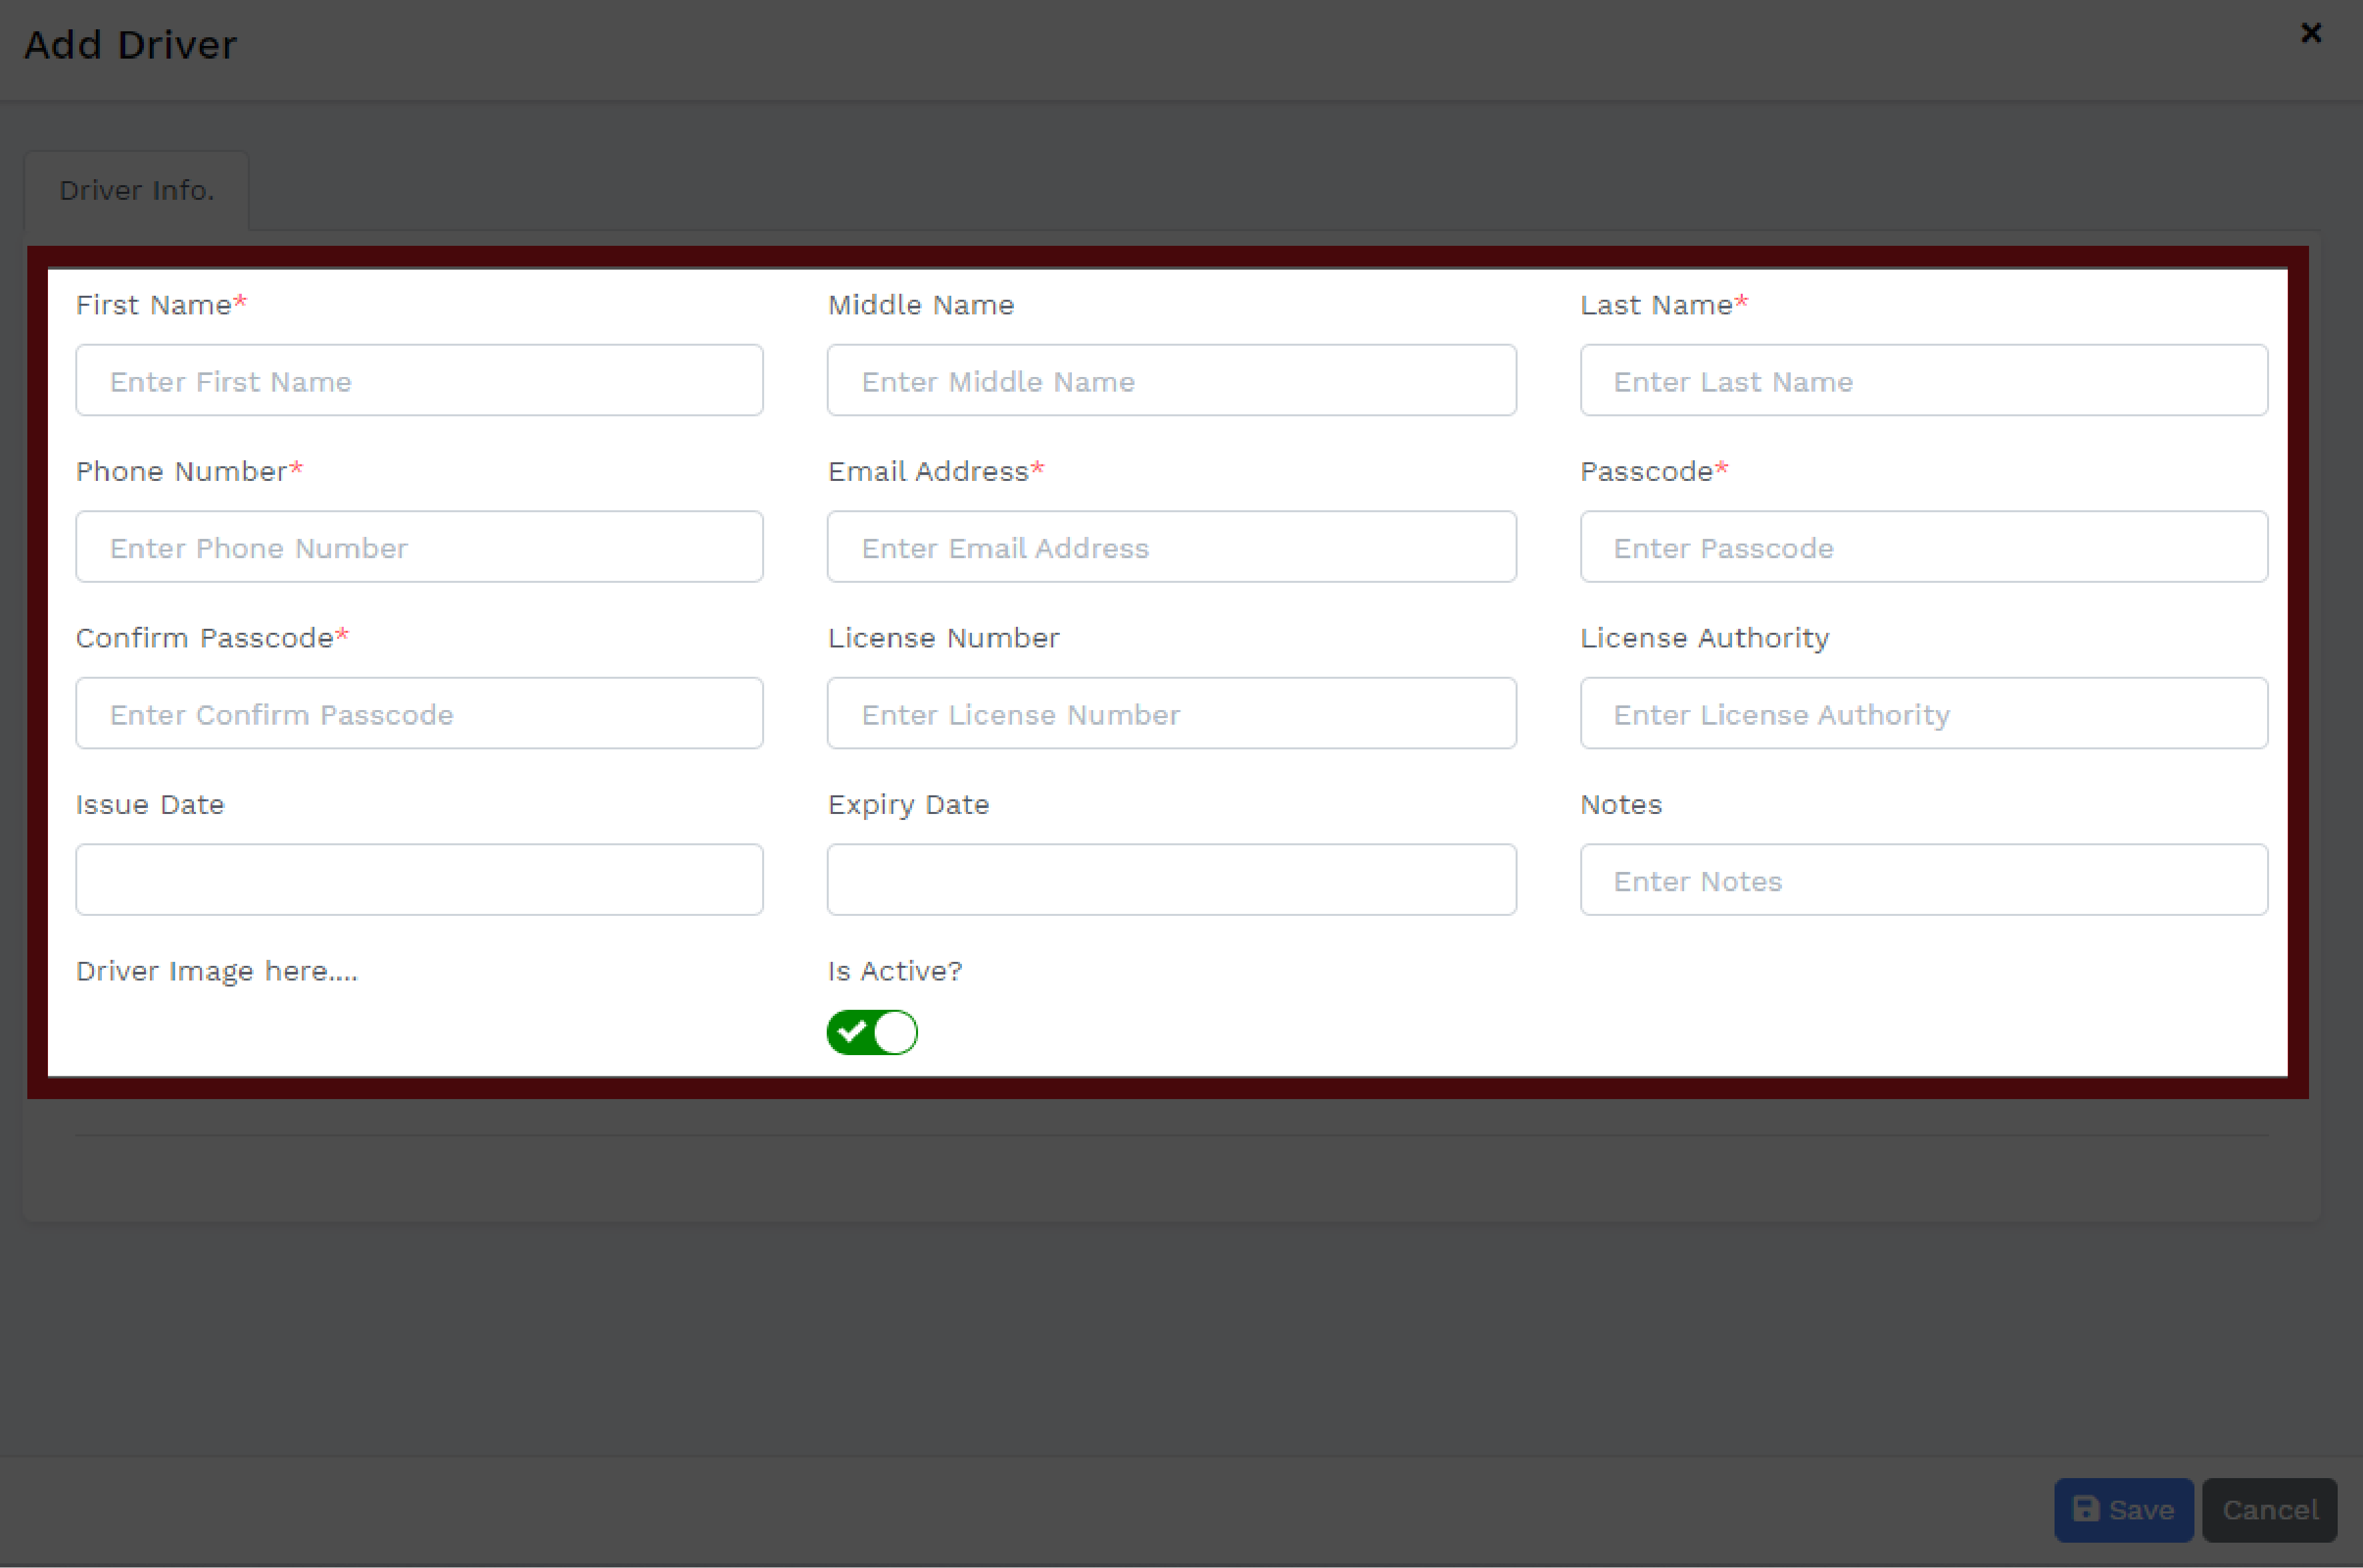 Add Driver
Driver Info.
First Name* Middle Name Last Name*
Enter First Name Enter Middle Name Enter Last Name
Phone Number* Email Address* Passcode*
Enter Phone Number Enter Email Address Enter Passcode
Confirm Passcode* License Number License Authority
Enter Confirm Passcode Enter License Number Enter License Authority
Issue Date Expiry Date Notes
Enter Notes
Driver Image here.... Is Active?
Save Cancel